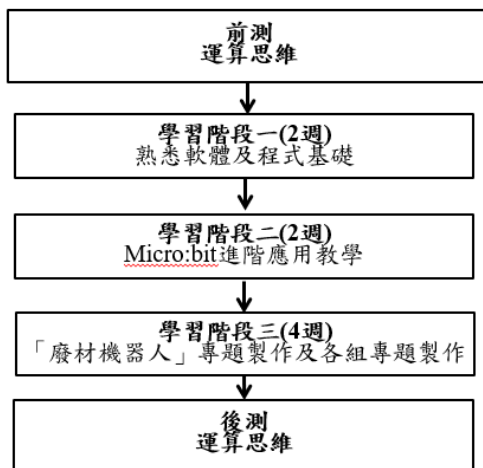 前測
運算思維
學習階段一(2週)
熟悉軟體及程式基礎
學習階段二(2週)
Micro:bit進階應用教學
學習階段三(4週)
「廢材機器人」專題製作及各組專題製作
後測
運算思維